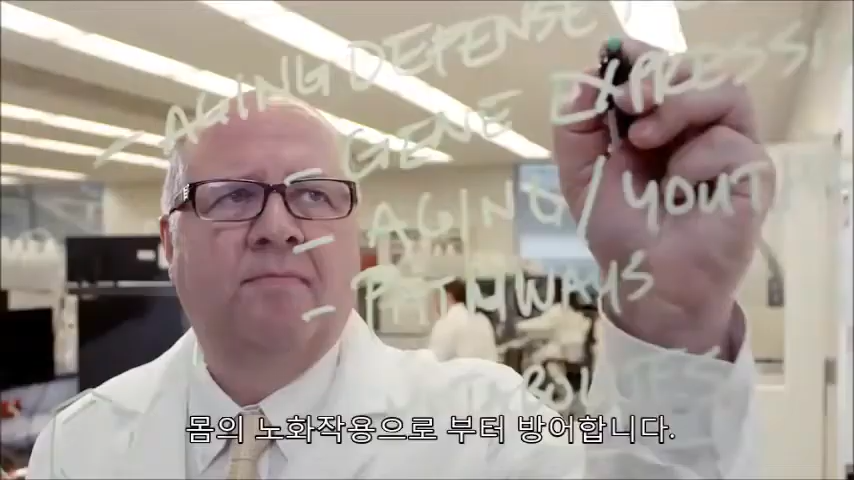 - AGING DEFENSE
- GENE EXPRESSI
- AGING/YOUTH
- PATHWAYS
몸의 노화작용으로 부터 방어합니다.